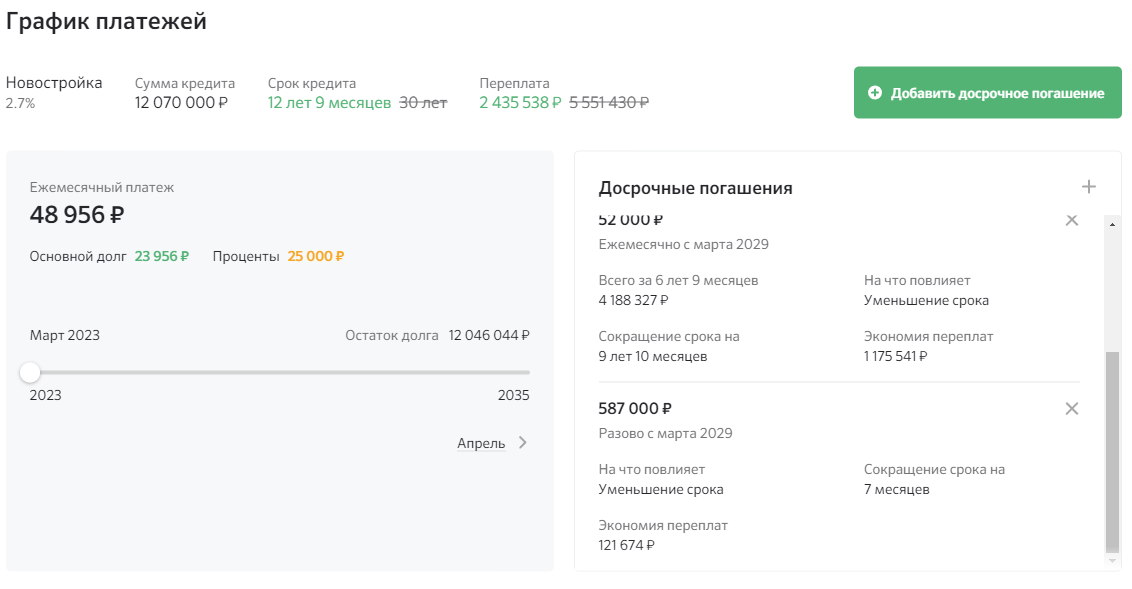 График платежей
Новостройка
2.7%
Сумма кредита
12 070 000 ₽
Срок кредита
12 лет 9 месяцев 30 лет
Переплата
2 435 538 ₽ 5 551 430 ₽
Добавить досрочное погашение
Ежемесячный платеж
48 956 ₽
Основной долг 23 956 ₽ Проценты 25 000 ₽
Март 2023 Остаток долга 12 046 044 ₽
2023 2035
Апрель
Досрочные погашения
52 000 ₽
Ежемесячно с марта 2029
Всего за 6 лет 9 месяцев
4 188 327 ₽
На что повлияет
Уменьшение срока
Сокращение срока на
9 лет 10 месяцев
Экономия переплат
1 175 541 ₽
587 000 ₽
Разово с марта 2029
На что повлияет
Уменьшение срока
Сокращение срока на
7 месяцев
Экономия переплат
121 674 ₽